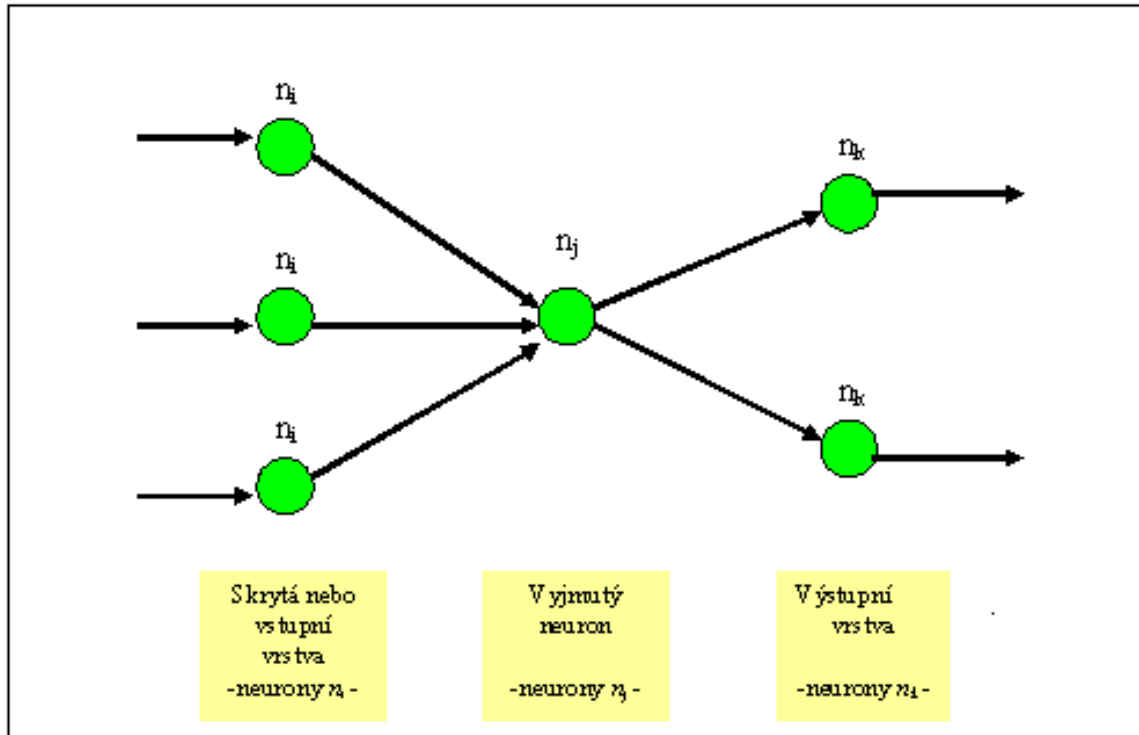 nᵢ
nₖ
nⱼ
nᵢ
nₖ
nᵢ
Skrytá nebo
vstupní
vrstva
-neurony nᵢ -
Vyjmutý
neuron
-neurony nⱼ -
Výstupní
vrstva
-neurony nₖ -